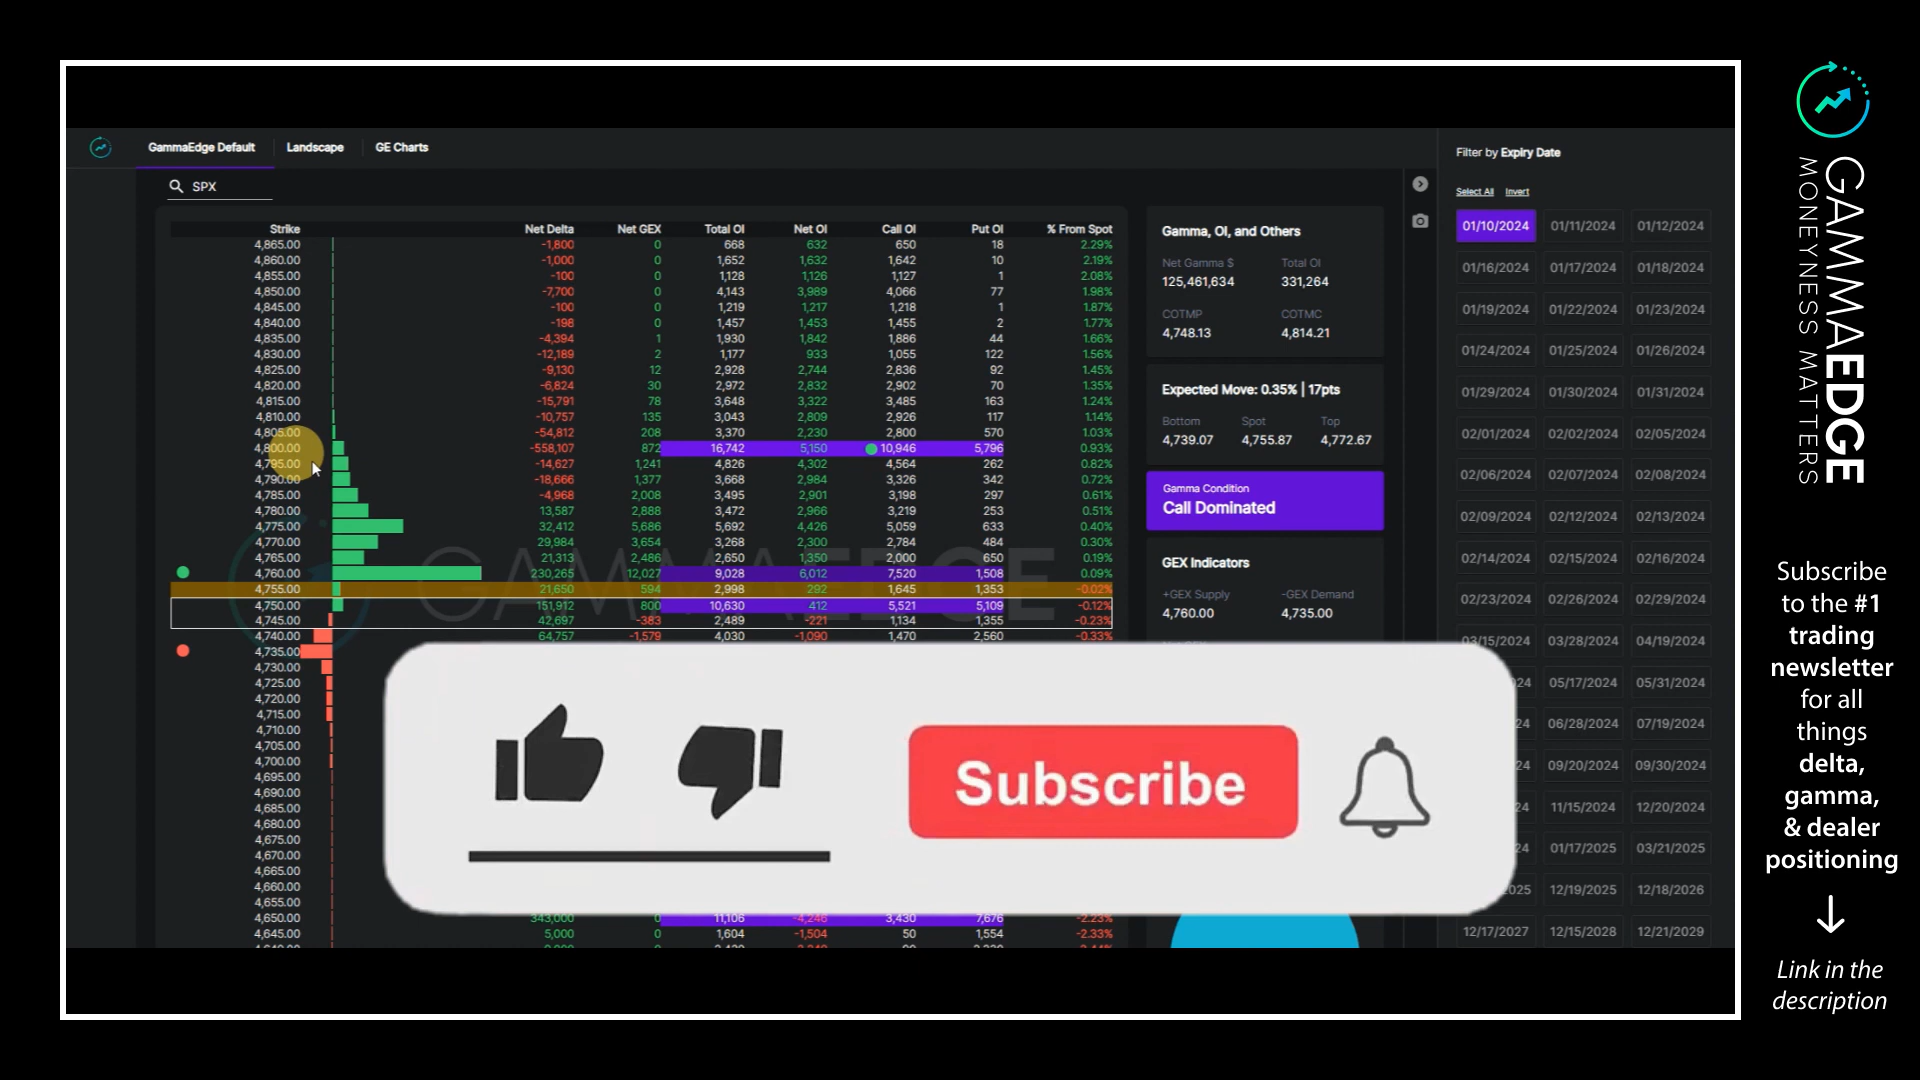 GammaEdge Default Landscape GE Charts
SPX
Strike Net Delta Net GEX Total OI Net OI Call OI Put OI % From Spot
4,865.00 -1,800 0 668 632 650 18 2.29%
4,860.00 -1,000 0 1,652 1,632 1,642 10 2.19%
4,855.00 -100 0 1,128 1,126 1,127 1 2.08%
4,850.00 -7,700 0 4,143 3,989 4,066 77 1.98%
4,845.00 -100 0 1,219 1,217 1,218 1 1.87%
4,840.00 -198 0 1,457 1,453 1,455 2 1.77%
4,835.00 -4,394 1 1,930 1,842 1,886 44 1.66%
4,830.00 -12,189 2 1,177 933 1,055 122 1.56%
4,825.00 -9,130 12 2,928 2,744 2,836 92 1.45%
4,820.00 -6,824 30 2,972 2,832 2,902 70 1.35%
4,815.00 -15,791 78 3,648 3,322 3,485 163 1.24%
4,810.00 -10,757 135 3,043 2,809 2,926 117 1.14%
4,805.00 -54,812 208 3,370 2,230 2,800 570 1.03%
4,800.00 -558,107 872 16,742 5,150 10,946 5,796 0.93%
4,795.00 -14,627 1,241 4,826 4,302 4,564 262 0.82%
4,790.00 -18,666 1,377 3,668 2,984 3,326 342 0.72%
4,785.00 -4,968 2,008 3,495 2,901 3,198 297 0.61%
4,780.00 13,587 2,888 3,472 2,966 3,219 253 0.51%
4,775.00 32,412 5,686 5,692 4,426 5,059 633 0.40%
4,770.00 29,984 3,654 3,268 2,300 2,784 484 0.30%
4,765.00 21,313 2,486 2,650 1,350 2,000 650 0.19%
4,760.00 230,265 12,027 9,028 6,012 7,520 1,508 0.09%
4,755.00 21,650 594 2,998 292 1,645 1,353 -0.02%
4,750.00 151,912 800 10,630 412 5,521 5,109 -0.12%
4,745.00 42,697 -383 2,489 -221 1,134 1,355 -0.23%
4,740.00 64,757 -1,579 4,030 -1,090 1,470 2,560 -0.33%
4,735.00
4,730.00
4,725.00
4,720.00
4,715.00
4,710.00
4,705.00
4,700.00
4,695.00
4,690.00
4,685.00
4,680.00
4,675.00
4,670.00
4,665.00
4,660.00
4,655.00
4,650.00 343,000 0 11,106 -4,246 3,430 7,676 -2.23%
4,645.00 5,000 0 1,604 -1,504 50 1,554 -2.33%
GAMMAEDGE
Gamma, OI, and Others
Net Gamma $ Total OI
125,461,634 331,264
COTMP COTMC
4,748.13 4,814.21
Expected Move: 0.35% | 17pts
Bottom Spot Top
4,739.07 4,755.87 4,772.67
Gamma Condition
Call Dominated
GEX Indicators
+GEX Supply -GEX Demand
4,760.00 4,735.00
Filter by Expiry Date
Select All Invert
01/10/2024 01/11/2024 01/12/2024
01/16/2024 01/17/2024 01/18/2024
01/19/2024 01/22/2024 01/23/2024
01/24/2024 01/25/2024 01/26/2024
01/29/2024 01/30/2024 01/31/2024
02/01/2024 02/02/2024 02/05/2024
02/06/2024 02/07/2024 02/08/2024
02/09/2024 02/12/2024 02/13/2024
02/14/2024 02/15/2024 02/16/2024
02/23/2024 02/26/2024 02/29/2024
03/15/2024 03/28/2024 04/19/2024
24 05/17/2024 05/31/2024
24 06/28/2024 07/19/2024
24 09/20/2024 09/30/2024
24 11/15/2024 12/20/2024
24 01/17/2025 03/21/2025
025 12/19/2025 12/18/2026
12/17/2027 12/15/2028 12/21/2029
Subscribe
GAMMAEDGE
MONEYNESS MATTERS
Subscribe
to the #1
trading
newsletter
for all
things
delta,
gamma,
& dealer
positioning
Link in the
description